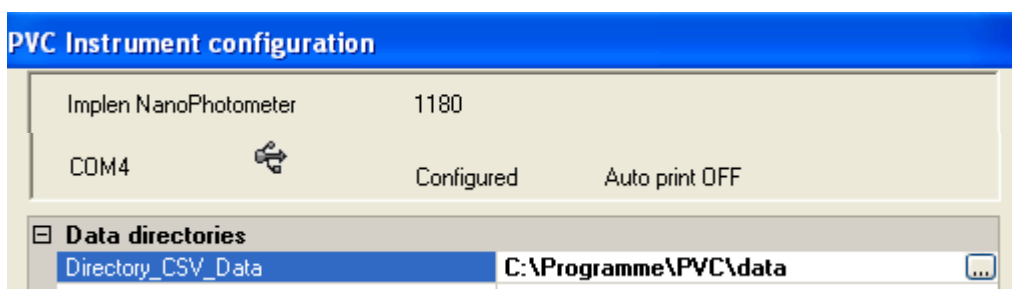 PVC Instrument configuration
Implen NanoPhotometer 1180
COM4 Configured Auto print OFF
Data directories
Directory_CSV_Data C:\Programme\PVC\data ...